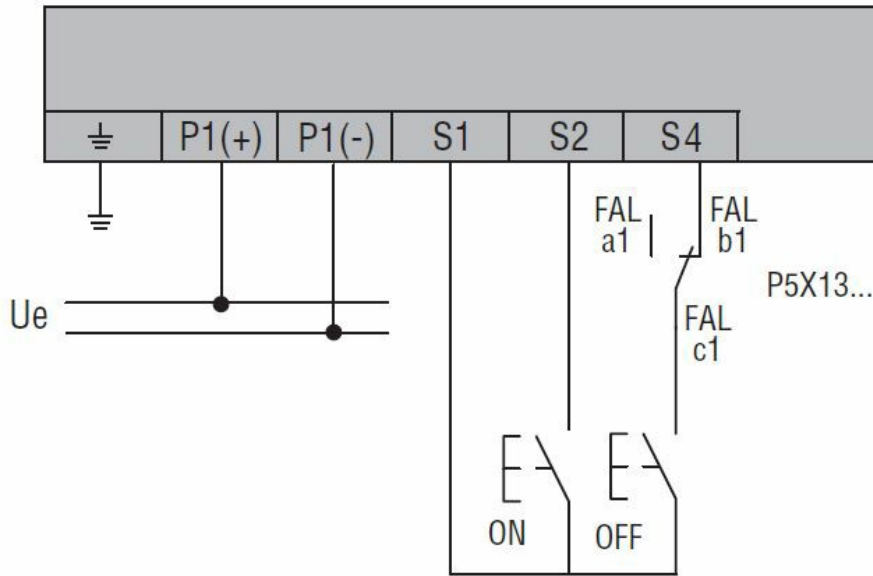 P1(+) P1(-) S1 S2 S4
FAL FAL
a1 b1
P5X13...
Ue
FAL
c1
ON OFF